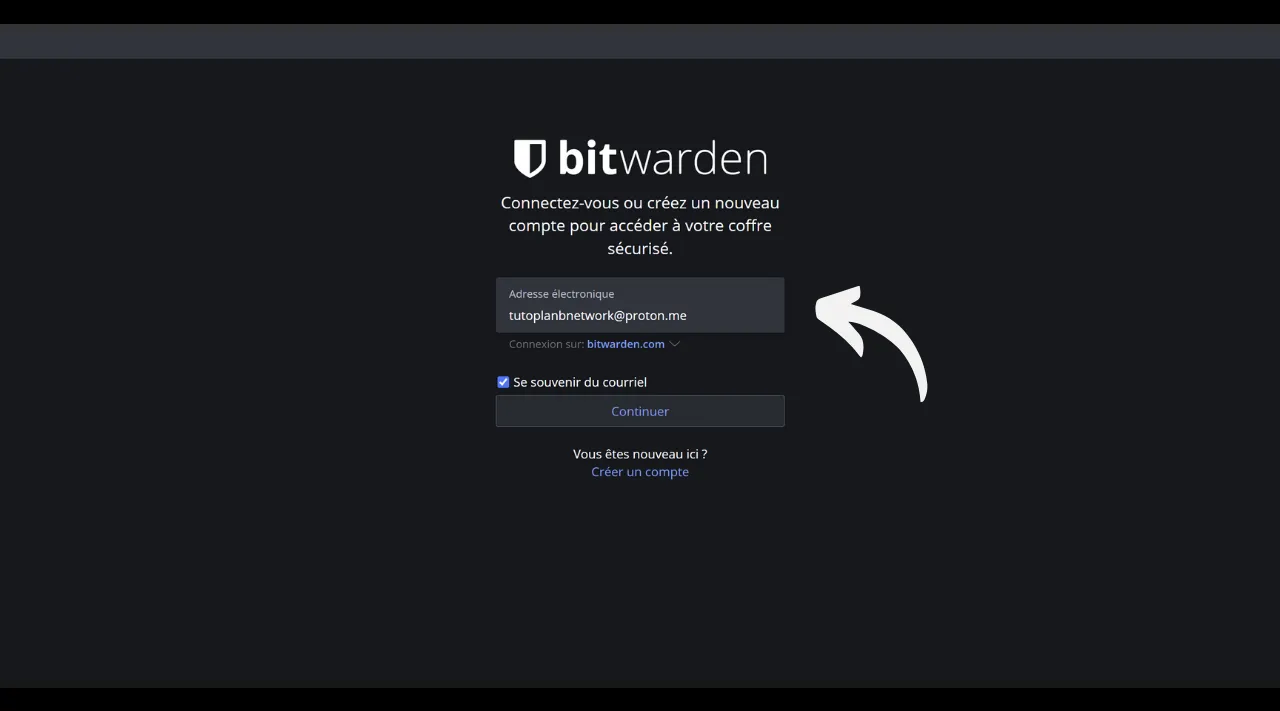 bitwarden
Connectez-vous ou créez un nouveau
compte pour accéder à votre coffre
sécurisé.
Adresse électronique
tutoplanbnetwork@proton.me
Connexion sur: bitwarden.com
Se souvenir du courriel
Continuer
Vous êtes nouveau ici ?
Créer un compte